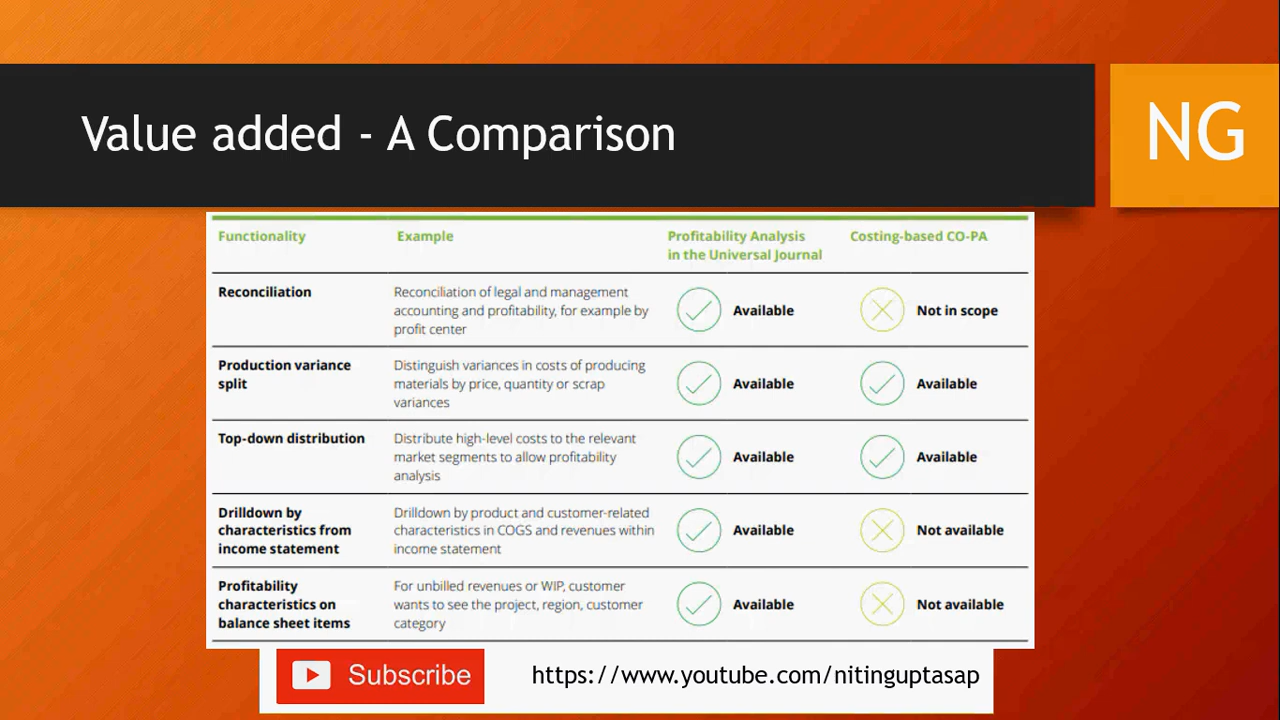 Value added - A Comparison
NG
Functionality Example Profitability Analysis in the Universal Journal Costing-based CO-PA
Reconciliation
Reconciliation of legal and management
accounting and profitability, for example by
profit center
Available
Not in scope
Production variance
split
Distinguish variances in costs of producing
materials by price, quantity or scrap
variances
Available
Available
Top-down distribution
Distribute high-level costs to the relevant
market segments to allow profitability
analysis
Available
Available
Drilldown by
characteristics from
income statement
Drilldown by product and customer-related
characteristics in COGS and revenues within
income statement
Available
Not available
Profitability
characteristics on
balance sheet items
For unbilled revenues or WIP, customer
wants to see the project, region, customer
category
Available
Not available
Subscribe
https://www.youtube.com/nitinguptasap